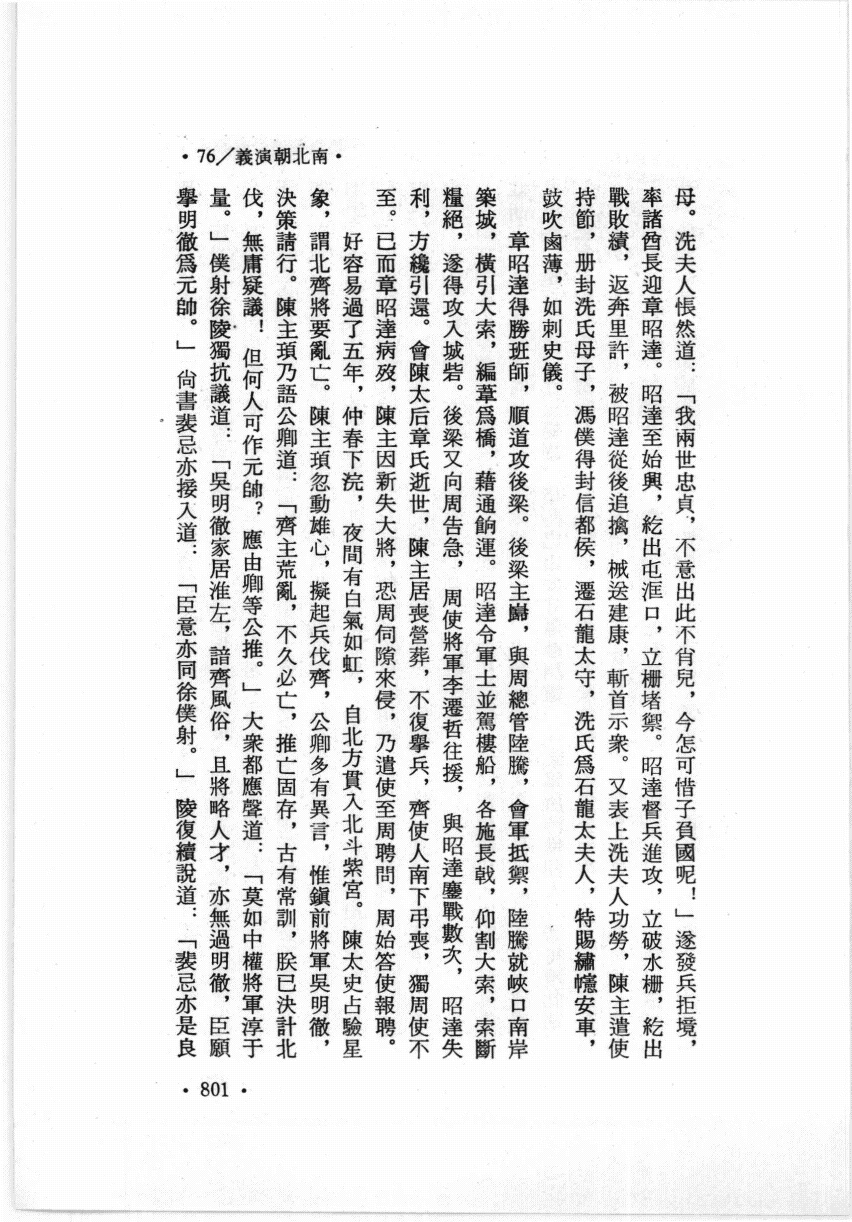 •76／義演朝北南•
母。洗夫人悵然道：「我兩世忠貞，不意出此不肖兒，今怎可惜子負國呢！」遂發兵拒境，
率諸酋長迎章昭達。昭達至始興，紇出屯洭口，立柵堵禦。昭達督兵進攻，立破水柵，紇出
戰敗績，返奔里許，被昭達從後追擒，械送建康，斬首示衆。又表上洗夫人功勞，陳主遣使
持節，册封洗氏母子，馮僕得封信都侯，遷石龍太守，洗氏爲石龍太夫人，特賜繡幰安車，
鼓吹鹵薄，如刺史儀。
章昭達得勝班師，順道攻後梁。後梁主巋，與周總管陸騰，會軍抵禦，陸騰就峽口南岸
築城，橫引大索，編葦爲橋，藉通餉運。昭達令軍士並駕樓船，各施長戟，仰割大索，索斷
糧絕，遂得攻入城砦。後梁又向周告急，周使將軍李遷哲往援，與昭達鏖戰數次，昭達失
利，方纔引還。會陳太后章氏逝世，陳主居喪營葬，不復擧兵，齊使人南下弔喪，獨周使不
至。已而章昭達病歿，陳主因新失大將，恐周伺隙來侵，乃遣使至周聘問，周始答使報聘。
好容易過了五年，仲春下浣，夜間有白氣如虹，自北方貫入北斗紫宮。陳太史占驗星
象，謂北齊將要亂亡。陳主頊忽動雄心，擬起兵伐齊，公卿多有異言，惟鎭前將軍吳明徹，
決策請行。陳主頊乃語公卿道：「齊主荒亂，不久必亡，推亡固存，古有常訓，朕已決計北
伐，無庸疑議！但何人可作元帥？應由卿等公推。」大衆都應聲道：「莫如中權將軍淳于
量。」僕射徐陵獨抗議道：「吳明徹家居淮左，諳齊風俗，且將略人才，亦無過明徹，臣願
擧明徹爲元帥。」尙書裴忌亦接入道：「臣意亦同徐僕射。」陵復續說道：「裴忌亦是良
•801•